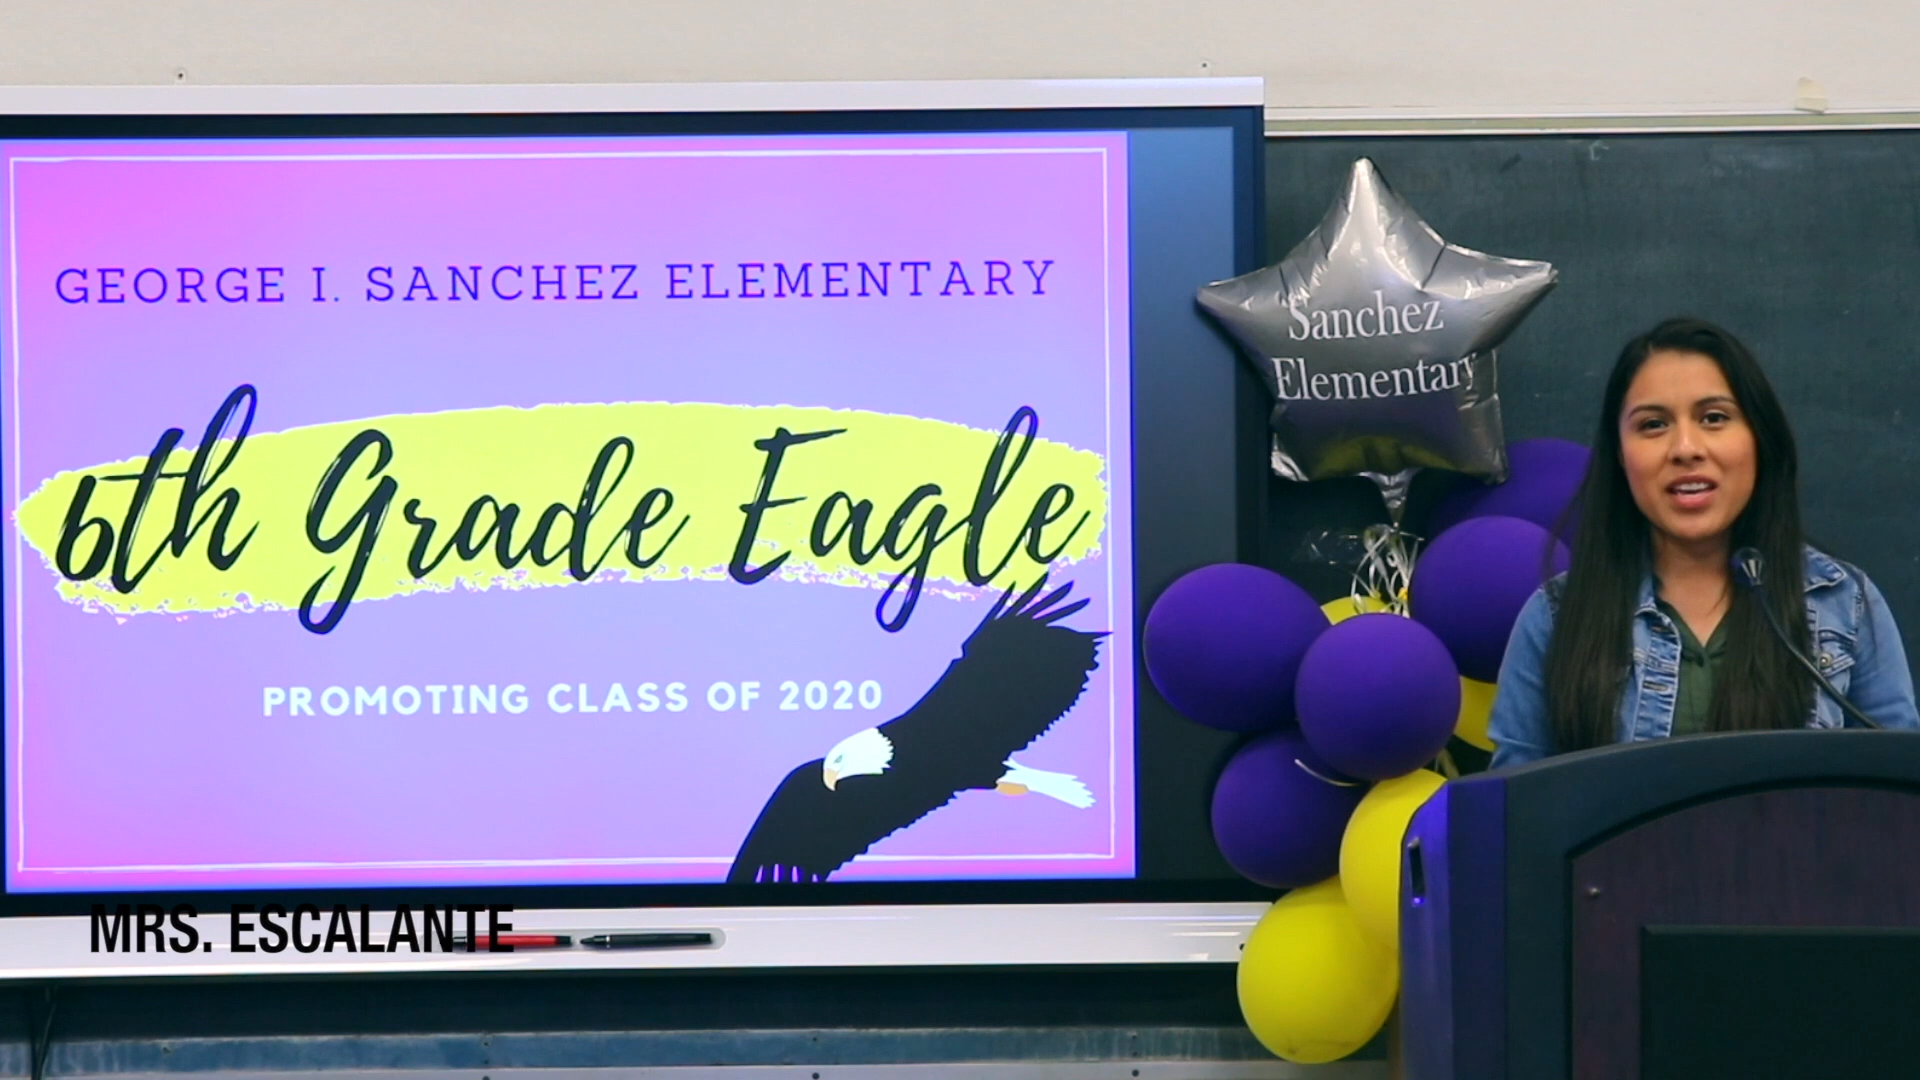 GEORGE I. SANCHEZ ELEMENTARY
6th Grade Eagle
PROMOTING CLASS OF 2020
Sanchez
Elementary
MRS. ESCALANTE